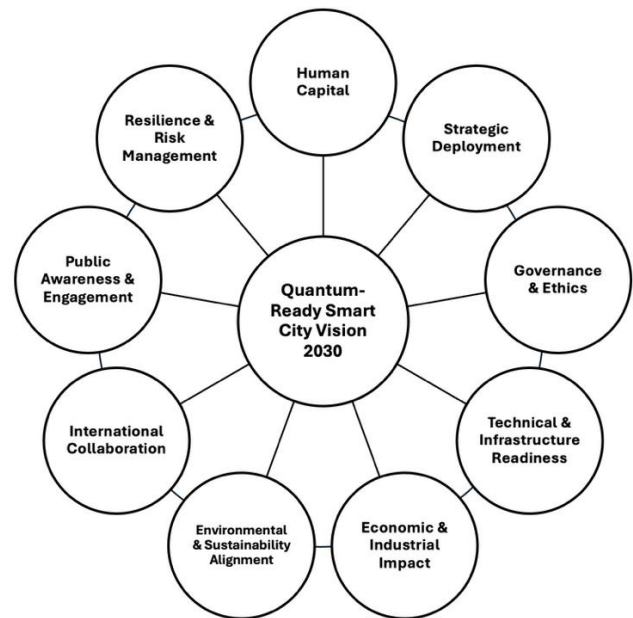 Human
Capital
Strategic
Deployment
Governance
& Ethics
Technical &
Infrastructure
Readiness
Economic &
Industrial
Impact
Environmental
& Sustainability
Alignment
International
Collaboration
Public
Awareness &
Engagement
Resilience &
Risk
Management
Quantum-
Ready Smart
City Vision
2030